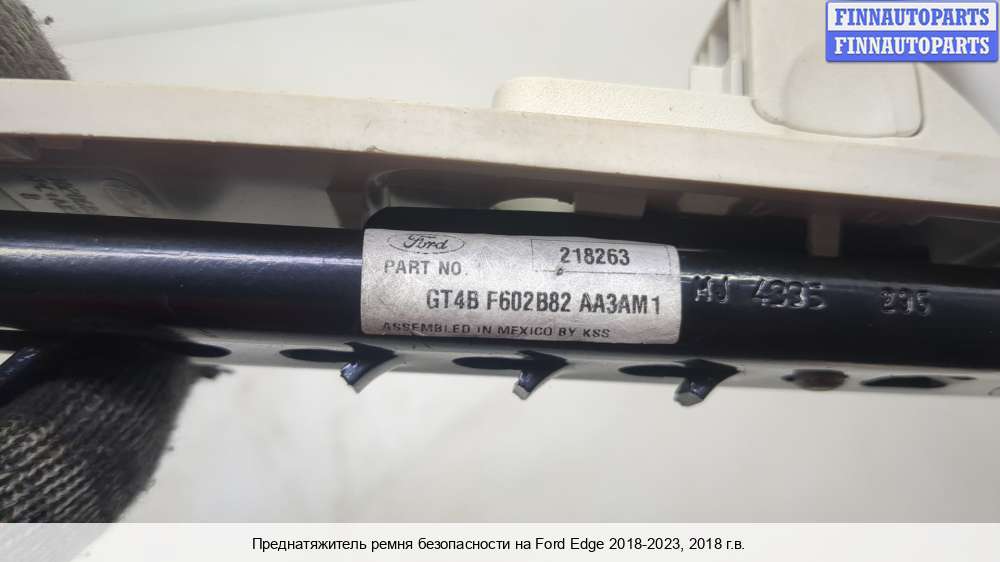 FINNAUTOPARTS
FINNAUTOPARTS
Ford
218263
PART NO.
GT4B F602B82 AA3AM1
ASSEMBLED IN MEXICO BY KSS
Преднатяжитель ремня безопасности на Ford Edge 2018-2023, 2018 г.в.